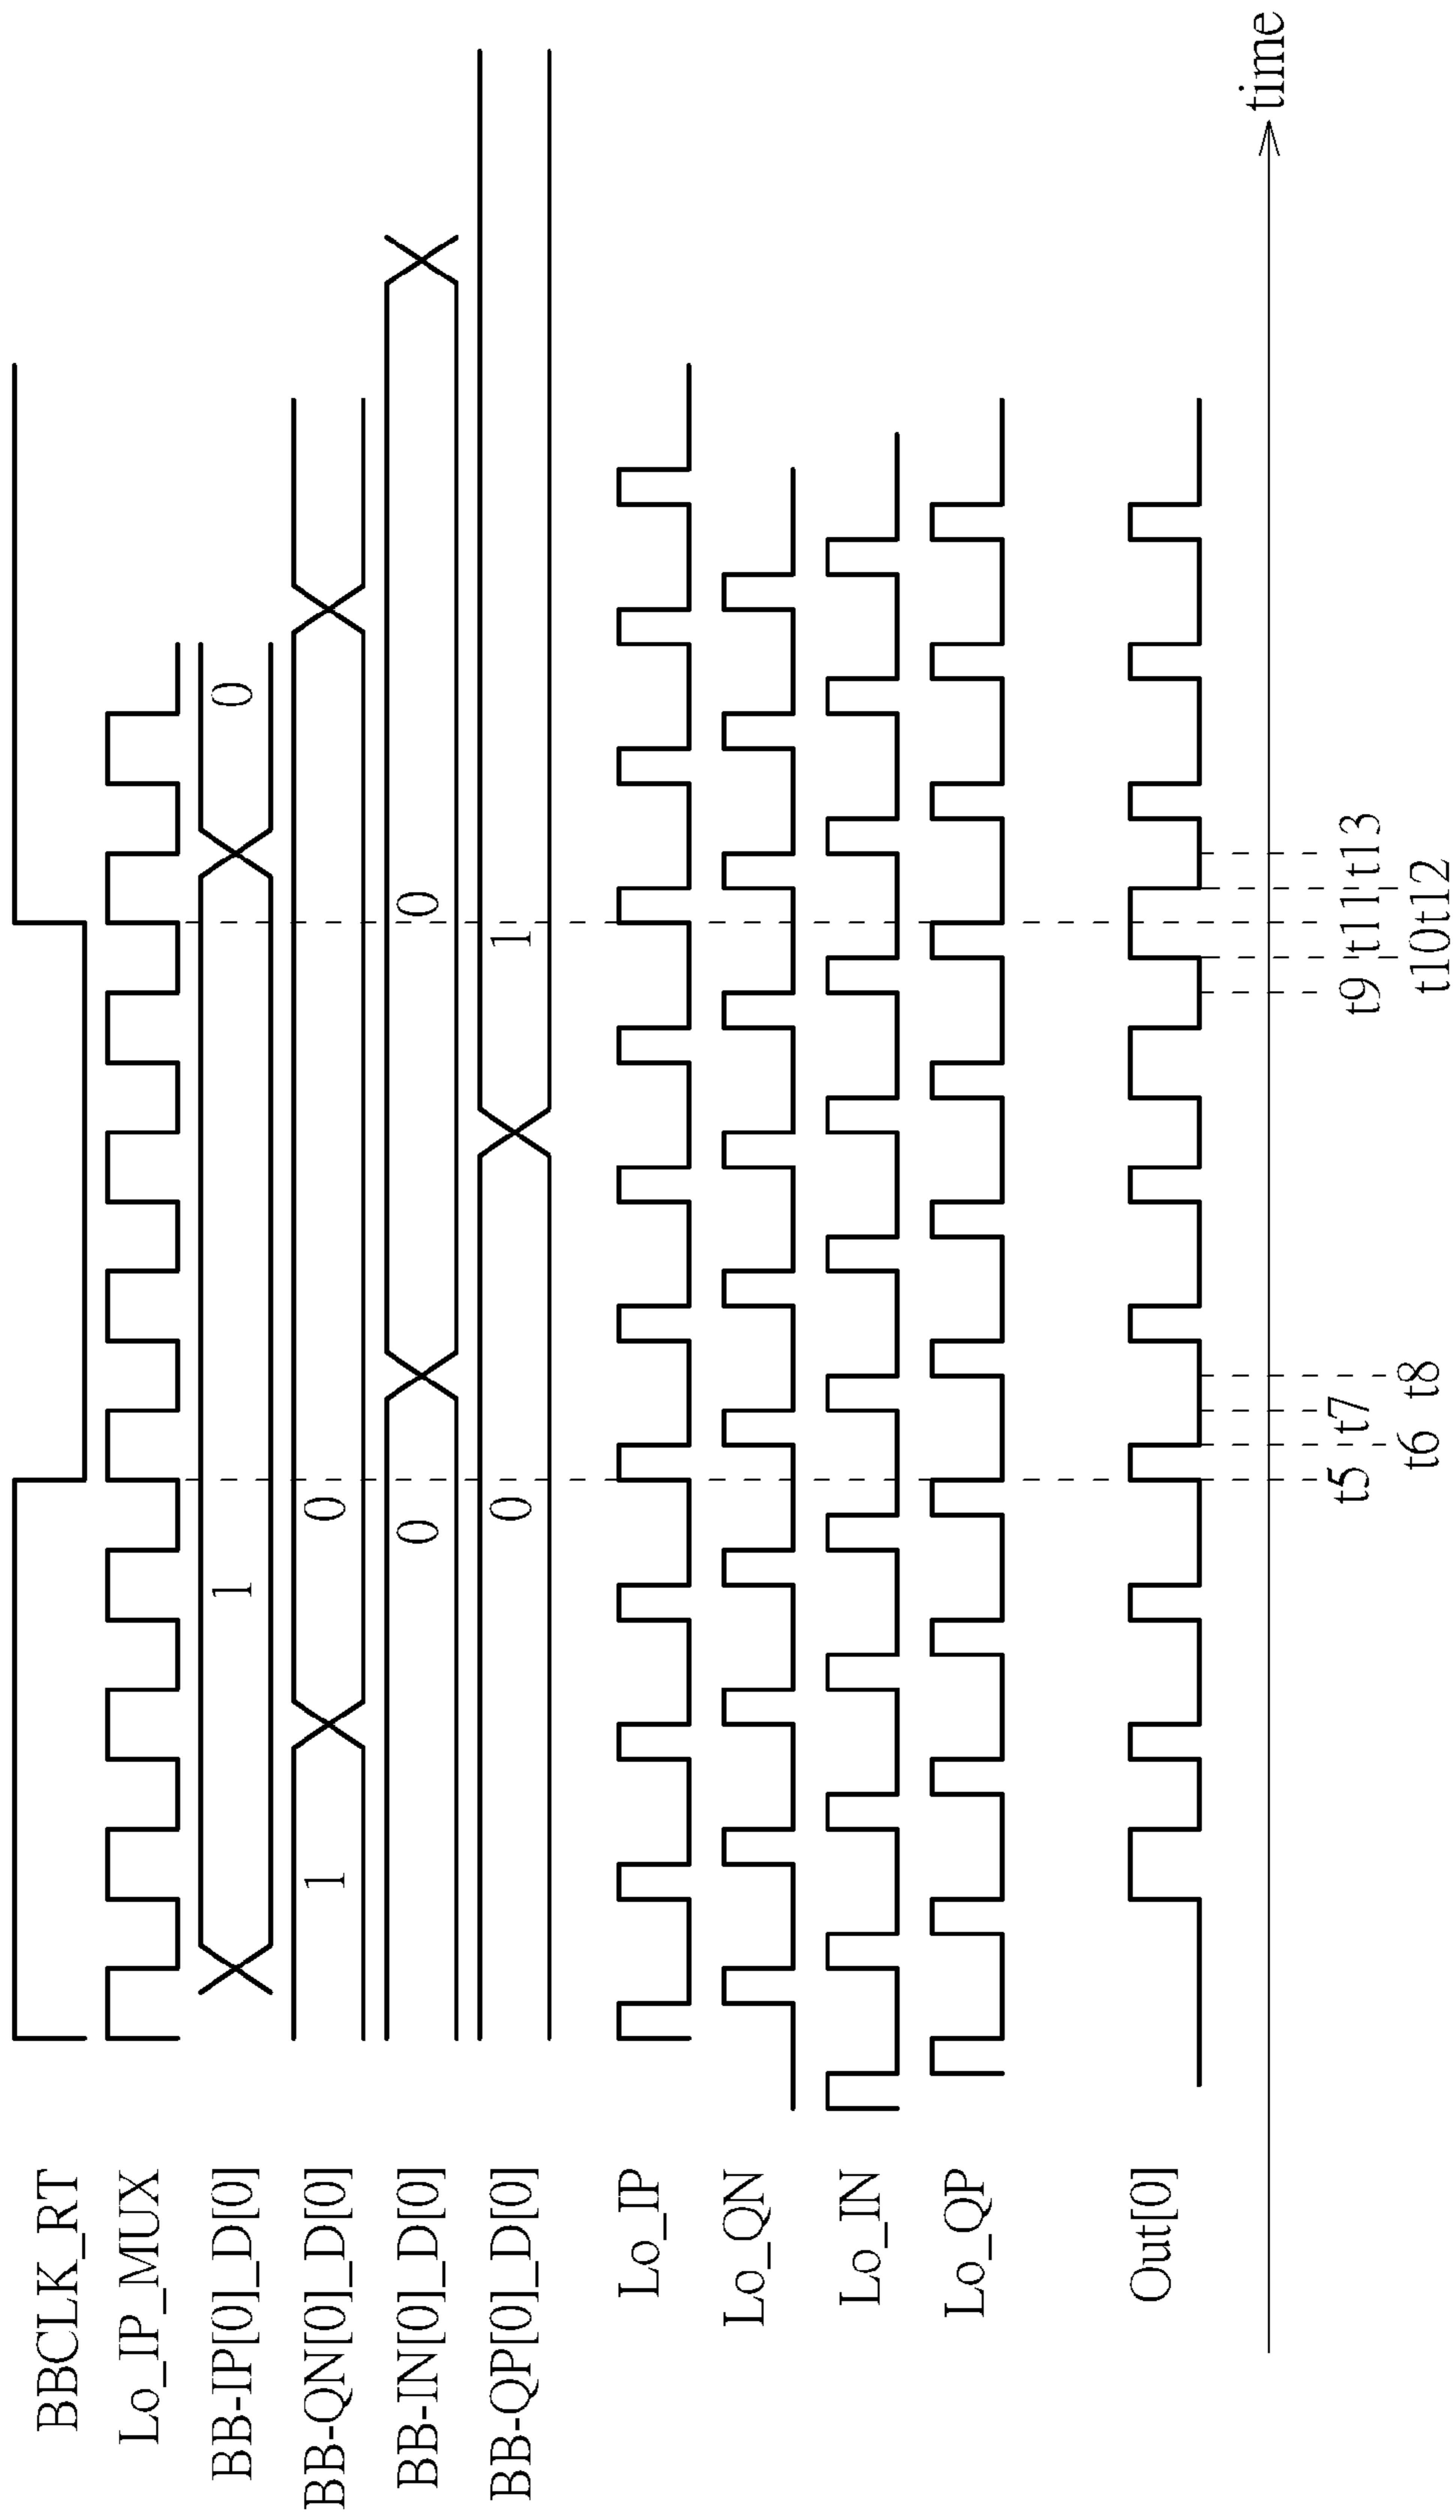 BBCLK_RT
Lo_IP_MUX
BB-IP[0]_D[0] 1 0
BB-QN[0]_D[0] 1 0
BB-IN[0]_D[0] 0 0
BB-QP[0]_D[0] 0 1
Lo_IP
Lo_QN
Lo_IN
Lo_QP
Out[0]
time
t5 t7 t9 t11 t13
t6 t8 t10 t12